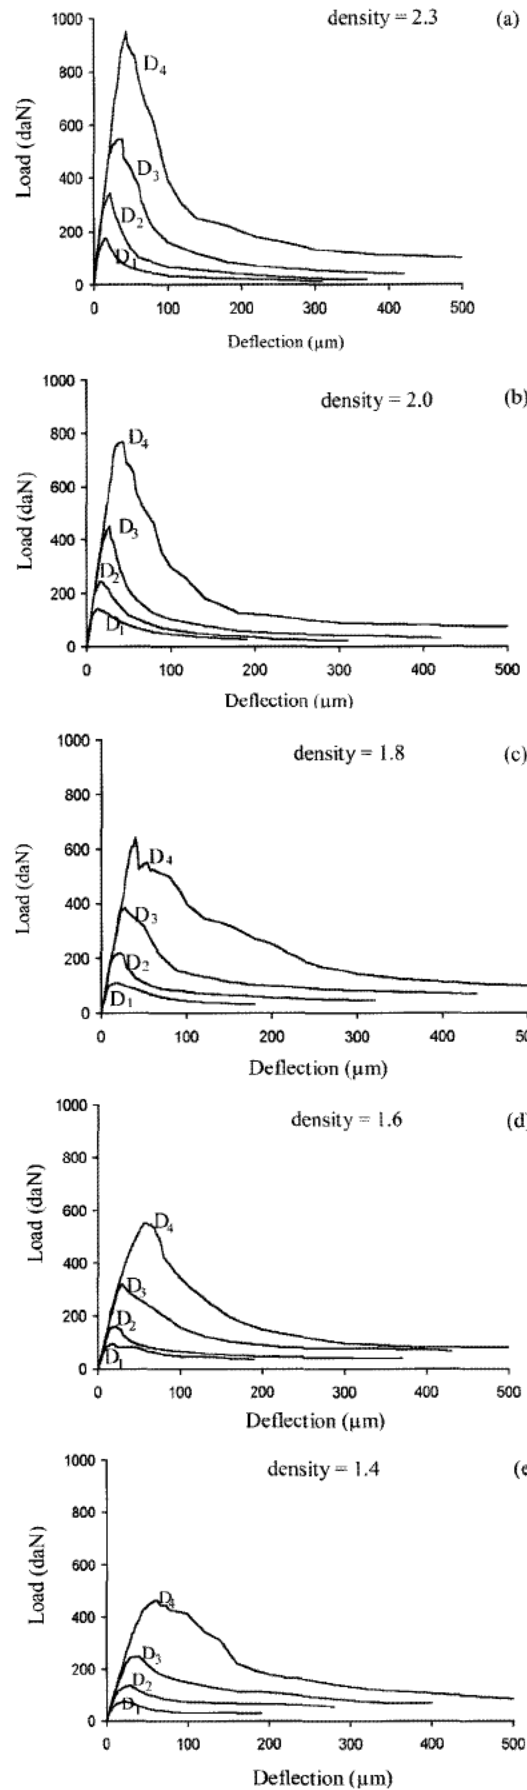 density = 2.3 (a)
1000
800
600
400
200
0
Load (daN)
D4
D3
D2
D1
0 100 200 300 400 500
Deflection (µm)
density = 2.0 (b)
1000
800
600
400
200
0
Load (daN)
D4
D3
D2
D1
0 100 200 300 400 500
Deflection (µm)
density = 1.8 (c)
1000
800
600
400
200
0
Load (daN)
D4
D3
D2
D1
0 100 200 300 400 50
Deflection (µm)
density = 1.6 (d)
1000
800
600
400
200
0
Load (daN)
D4
D3
D2
D1
0 100 200 300 400 500
Deflection (µm)
density = 1.4 (e
1000
800
600
400
200
0
Load (daN)
D4
D3
D2
D1
0 100 200 300 400 500
Deflection (µm)